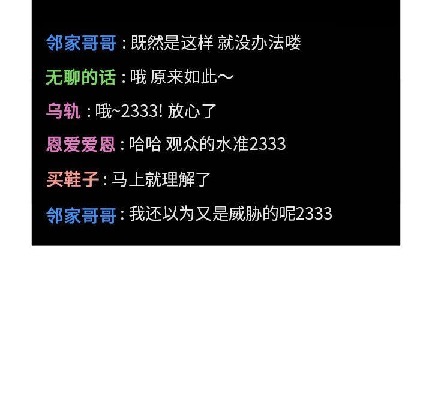 邻家哥哥 : 既然是这样 就没办法喽
无聊的话 : 哦 原来如此～
乌轨 : 哦~2333! 放心了
恩爱爱恩 : 哈哈 观众的水准2333
买鞋子 : 马上就理解了
邻家哥哥 : 我还以为又是威胁的呢2333